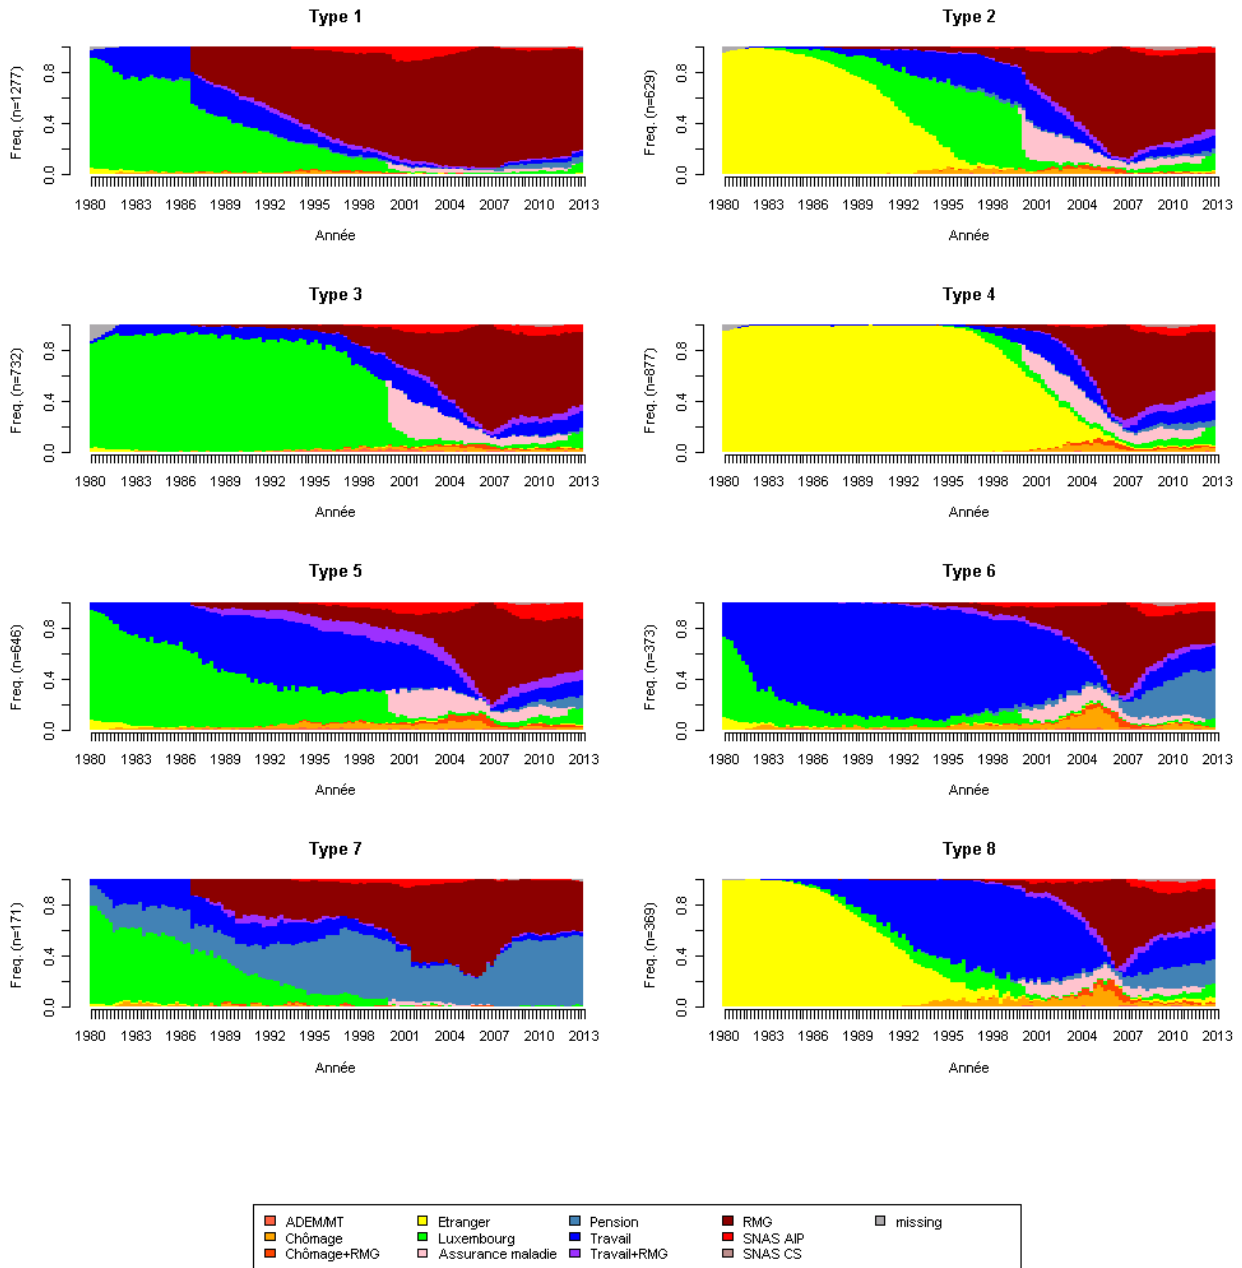 Type 1
Freq. (n=1277)
0.0 0.4 0.8
1980 1983 1986 1989 1992 1995 1998 2001 2004 2007 2010 2013
Année
Type 2
Freq. (n=629)
0.0 0.4 0.8
1980 1983 1986 1989 1992 1995 1998 2001 2004 2007 2010 2013
Année
Type 3
Freq. (n=732)
0.0 0.4 0.8
1980 1983 1986 1989 1992 1995 1998 2001 2004 2007 2010 2013
Année
Type 4
Freq. (n=877)
0.0 0.4 0.8
1980 1983 1986 1989 1992 1995 1998 2001 2004 2007 2010 2013
Année
Type 5
Freq. (n=646)
0.0 0.4 0.8
1980 1983 1986 1989 1992 1995 1998 2001 2004 2007 2010 2013
Année
Type 6
Freq. (n=373)
0.0 0.4 0.8
1980 1983 1986 1989 1992 1995 1998 2001 2004 2007 2010 2013
Année
Type 7
Freq. (n=171)
0.0 0.4 0.8
1980 1983 1986 1989 1992 1995 1998 2001 2004 2007 2010 2013
Année
Type 8
Freq. (n=369)
0.0 0.4 0.8
1980 1983 1986 1989 1992 1995 1998 2001 2004 2007 2010 2013
Année
ADEM/MT Etranger Pension RMG missing
Chômage Luxembourg Travail SNAS AIP
Chômage+RMG Assurance maladie Travail+RMG SNAS CS